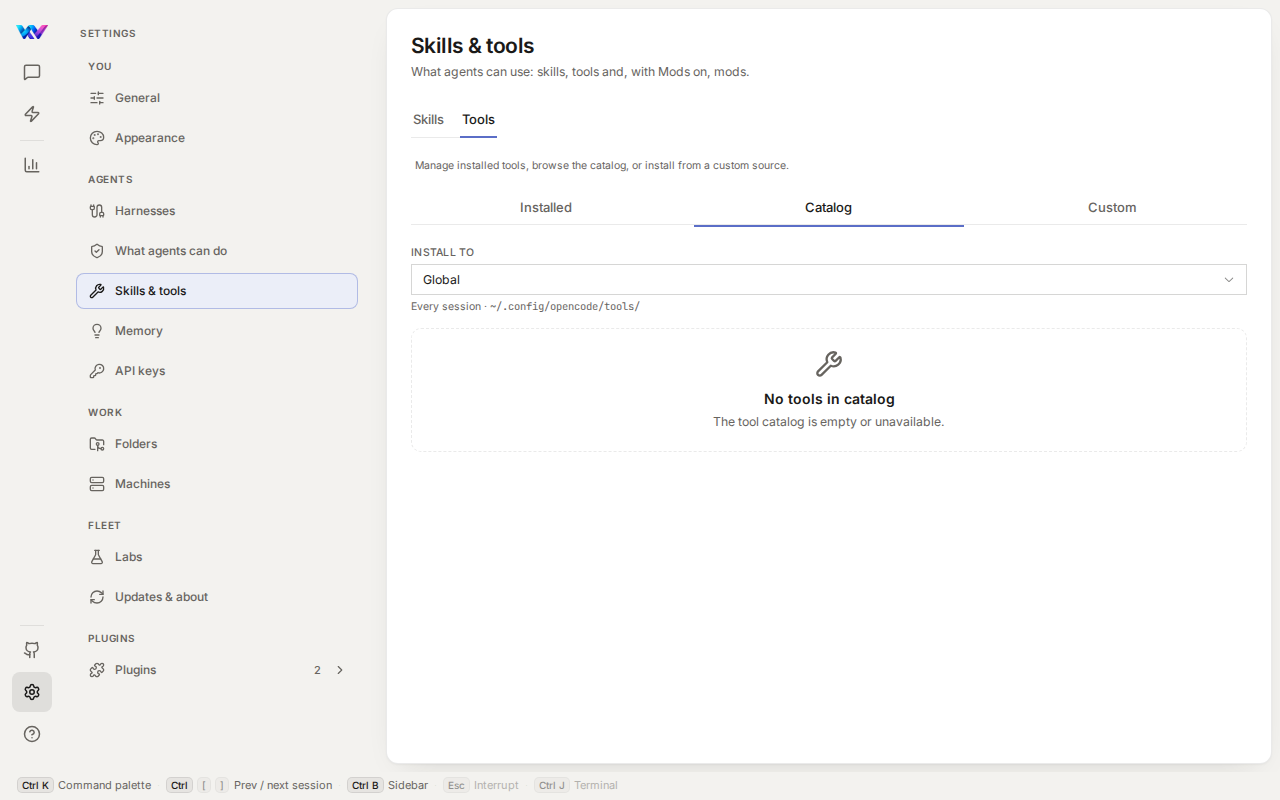 SETTINGS
YOU
General
Appearance
AGENTS
Harnesses
What agents can do
Skills & tools
Memory
API keys
WORK
Folders
Machines
FLEET
Labs
Updates & about
PLUGINS
Plugins 2
Skills & tools
What agents can use: skills, tools and, with Mods on, mods.
Skills Tools
Manage installed tools, browse the catalog, or install from a custom source.
Installed Catalog Custom
INSTALL TO
Global
Every session · ~/.config/opencode/tools/
No tools in catalog
The tool catalog is empty or unavailable.
Ctrl K Command palette Ctrl [ ] Prev / next session Ctrl B Sidebar Esc Interrupt Ctrl J Terminal